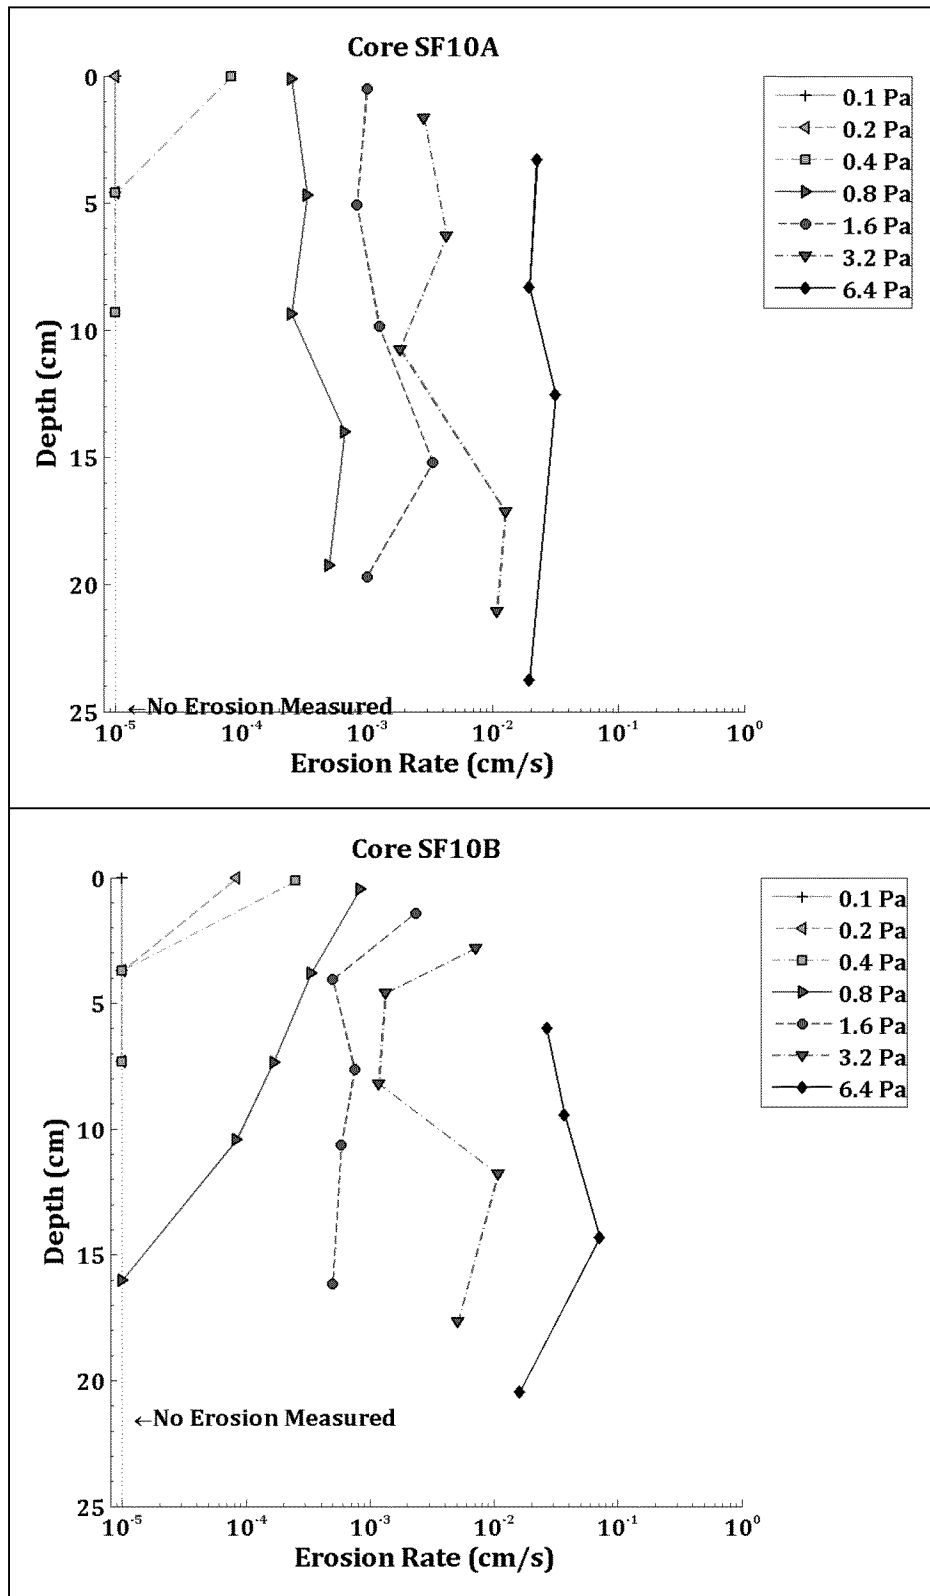 Core SF10A
0
5
10
15
20
25
Depth (cm)
0.1 Pa
0.2 Pa
0.4 Pa
0.8 Pa
1.6 Pa
3.2 Pa
6.4 Pa
←No Erosion Measured
10⁻⁵ 10⁻⁴ 10⁻³ 10⁻² 10⁻¹ 10⁰
Erosion Rate (cm/s)
Core SF10B
0
5
10
15
20
25
Depth (cm)
0.1 Pa
0.2 Pa
0.4 Pa
0.8 Pa
1.6 Pa
3.2 Pa
6.4 Pa
←No Erosion Measured
10⁻⁵ 10⁻⁴ 10⁻³ 10⁻² 10⁻¹ 10⁰
Erosion Rate (cm/s)